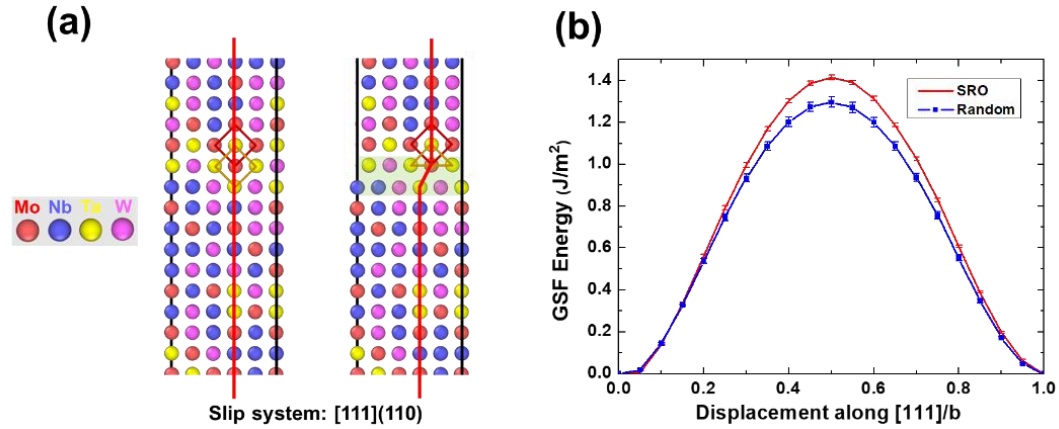 (a)
Mo Nb Ta W
Slip system: [111](110)
(b)
GSF Energy (J/m²)
1.4
1.2
1.0
0.8
0.6
0.4
0.2
0.0
SRO
Random
0.0 0.2 0.4 0.6 0.8 1.0
Displacement along [111]/b